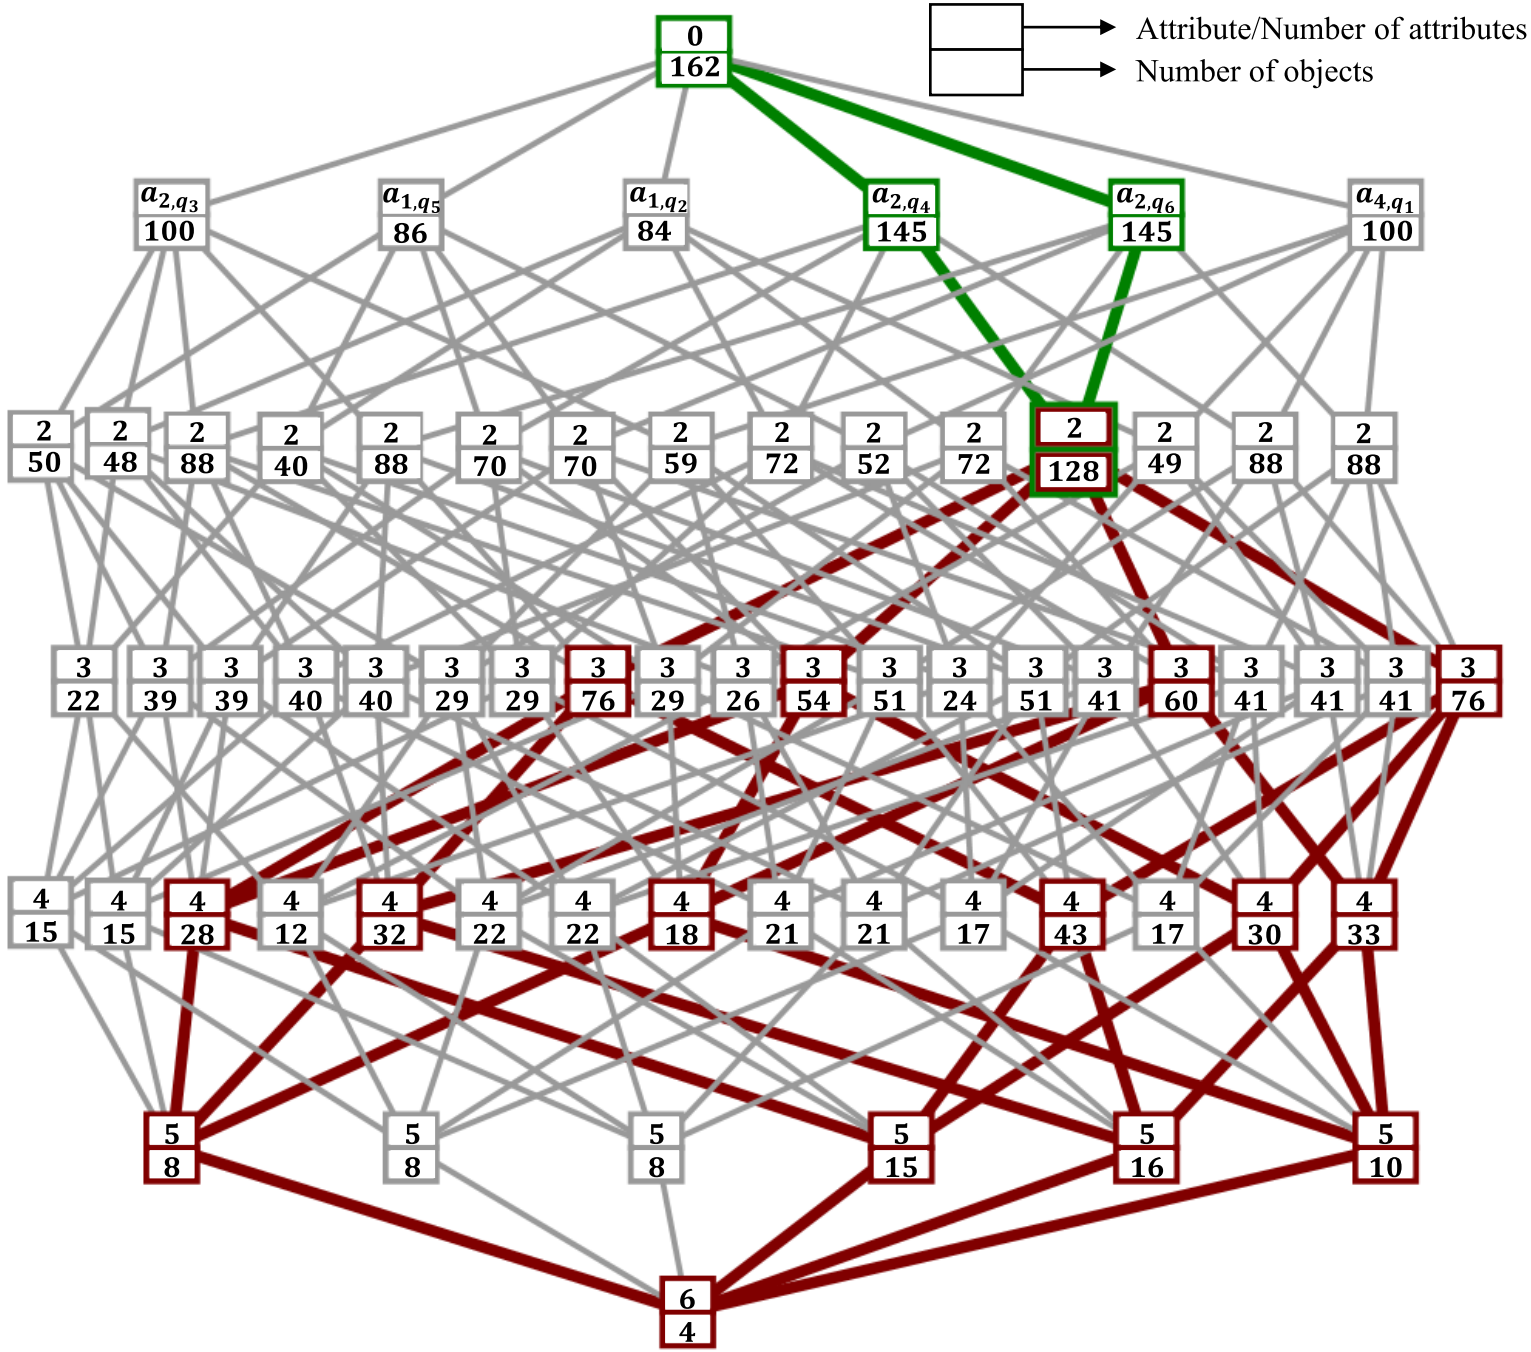 0
162
Attribute/Number of attributes
Number of objects
a2,q3 a1,q5 a1,q2 a2,q4 a2,q6 a4,q1
100 86 84 145 145 100
2 2 2 2 2 2 2 2 2 2 2 2 2 2 2
50 48 88 40 88 70 70 59 72 52 72 128 49 88 88
3 3 3 3 3 3 3 3 3 3 3 3 3 3 3 3 3 3 3 3
22 39 39 40 40 29 29 76 29 26 54 51 24 51 41 60 41 41 41 76
4 4 4 4 4 4 4 4 4 4 4 4 4 4 4
15 15 28 12 32 22 22 18 21 21 17 43 17 30 33
5 5 5 5 5 5
8 8 8 15 16 10
6
4